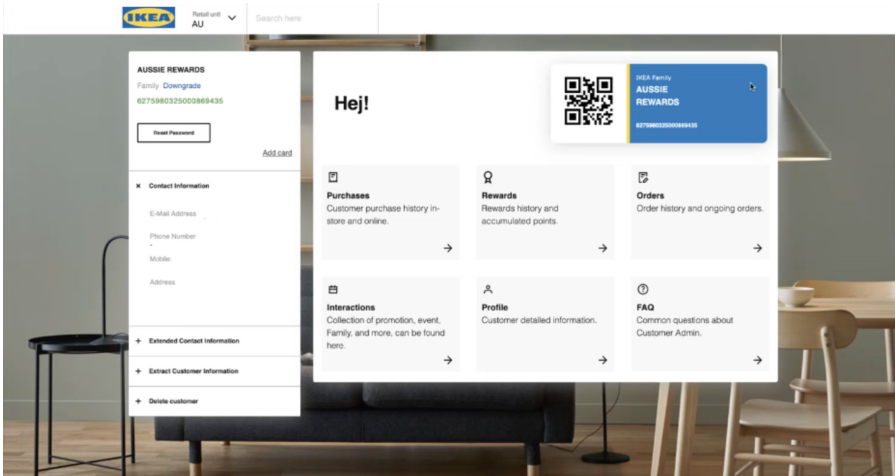 IKEA
Retail unit
AU
Search here
AUSSIE REWARDS
Family Downgrade
6275980325000869435
Reset Password
Add card
Contact Information
E-Mail Address
Phone Number
Mobile:
Address
Extended Contact Information
Extract Customer Information
Delete customer
Hej!
IKEA Family
AUSSIE
REWARDS
6275980325000869435
Purchases
Customer purchase history in-
store and online.
Rewards
Rewards history and
accumulated points.
Orders
Order history and ongoing orders.
Interactions
Collection of promotion, event,
Family, and more, can be found
here.
Profile
Customer detailed information.
FAQ
Common questions about
Customer Admin.